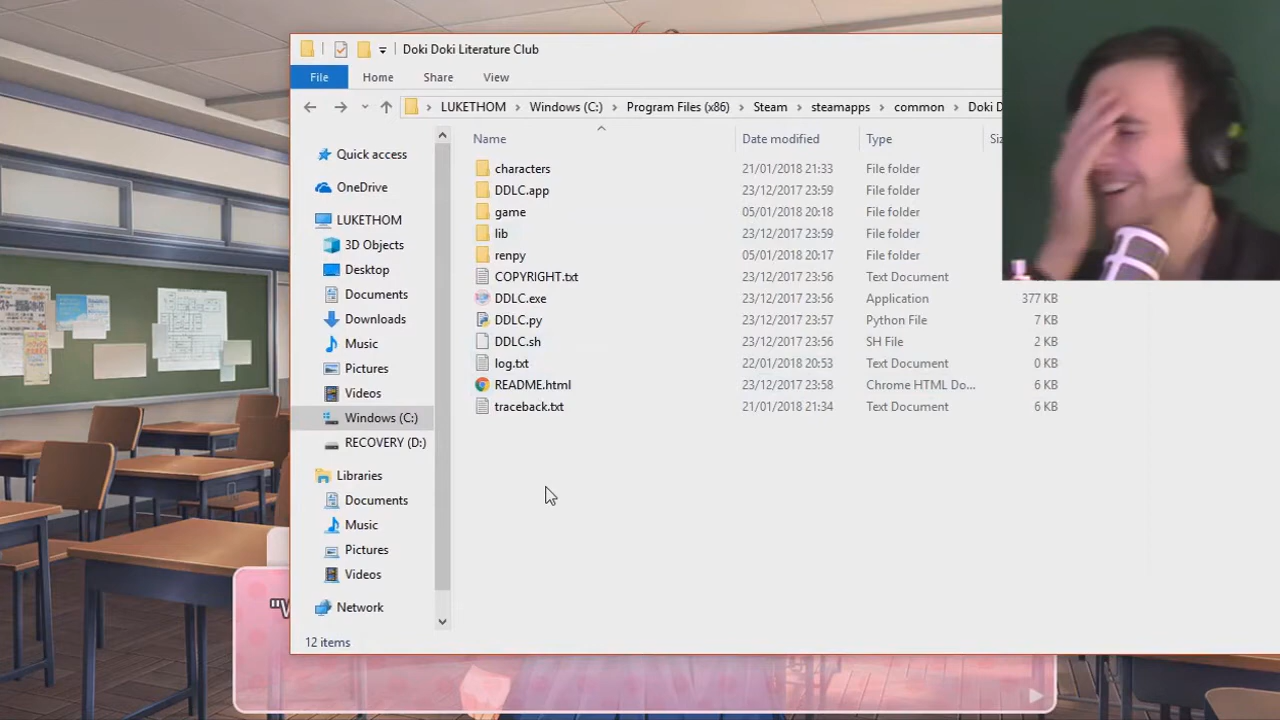 Doki Doki Literature Club
File Home Share View
LUKETHOM > Windows (C:) > Program Files (x86) > Steam > steamapps > common > Doki D
Name Date modified Type Siz
Quick access
OneDrive
LUKETHOM
3D Objects
Desktop
Documents
Downloads
Music
Pictures
Videos
Windows (C:)
RECOVERY (D:)
Libraries
Documents
Music
Pictures
Videos
Network
characters 21/01/2018 21:33 File folder
DDLC.app 23/12/2017 23:59 File folder
game 05/01/2018 20:18 File folder
lib 23/12/2017 23:59 File folder
renpy 05/01/2018 20:17 File folder
COPYRIGHT.txt 23/12/2017 23:56 Text Document
DDLC.exe 23/12/2017 23:56 Application 377 KB
DDLC.py 23/12/2017 23:57 Python File 7 KB
DDLC.sh 23/12/2017 23:56 SH File 2 KB
log.txt 22/01/2018 20:53 Text Document 0 KB
README.html 23/12/2017 23:58 Chrome HTML Do... 6 KB
traceback.txt 21/01/2018 21:34 Text Document 6 KB
12 items